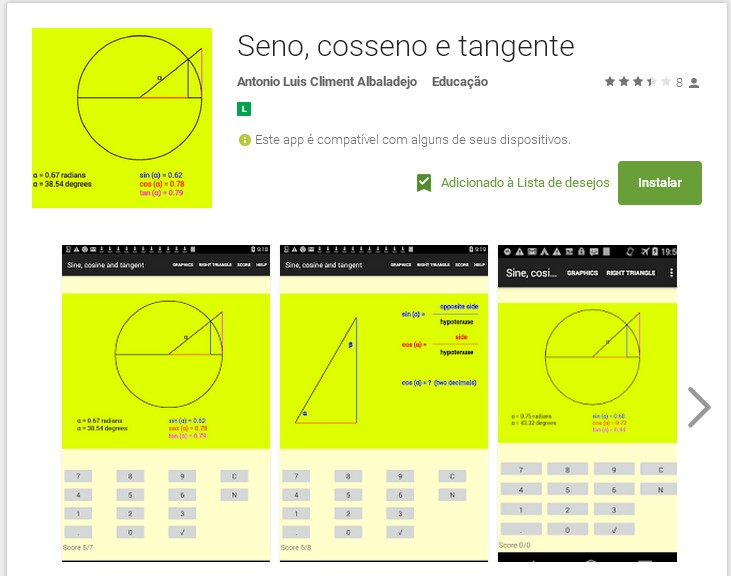 Seno, cosseno e tangente
Antonio Luis Climent Albaladejo Educação 8
L
Este app é compatível com alguns de seus dispositivos.
Adicionado à Lista de desejos Instalar
α = 0.67 radians sin (α) = 0.62
α = 38.54 degrees cos (α) = 0.78
tan (α) = 0.79
α
9:18
Sine, cosine and tangent GRAPHICS RIGHT TRIANGLE SCORE HELP
α
α = 0.67 radians sin (α) = 0.62
α = 38.54 degrees cos (α) = 0.78
tan (α) = 0.79
7 8 9 C
4 5 6 N
1 2 3
. 0 √
Score 5/7
9:19
Sine, cosine and tangent GRAPHICS RIGHT TRIANGLE SCORE HELP
sin (α) = opposite side
hypotenuse
β
cos (α) = side
hypotenuse
cos (α) = ? (two decimals)
α
7 8 9 C
4 5 6 N
1 2 3
. 0 √
Score 6/8
19:5
Sine, cosi... GRAPHICS RIGHT TRIANGLE
α
α = 0.75 radians sin (α) = 0.68
α = 43.32 degrees cos (α) = 0.72
7 8 9 C
4 5 6 N
1 2 3
. 0 √
Score 0/0